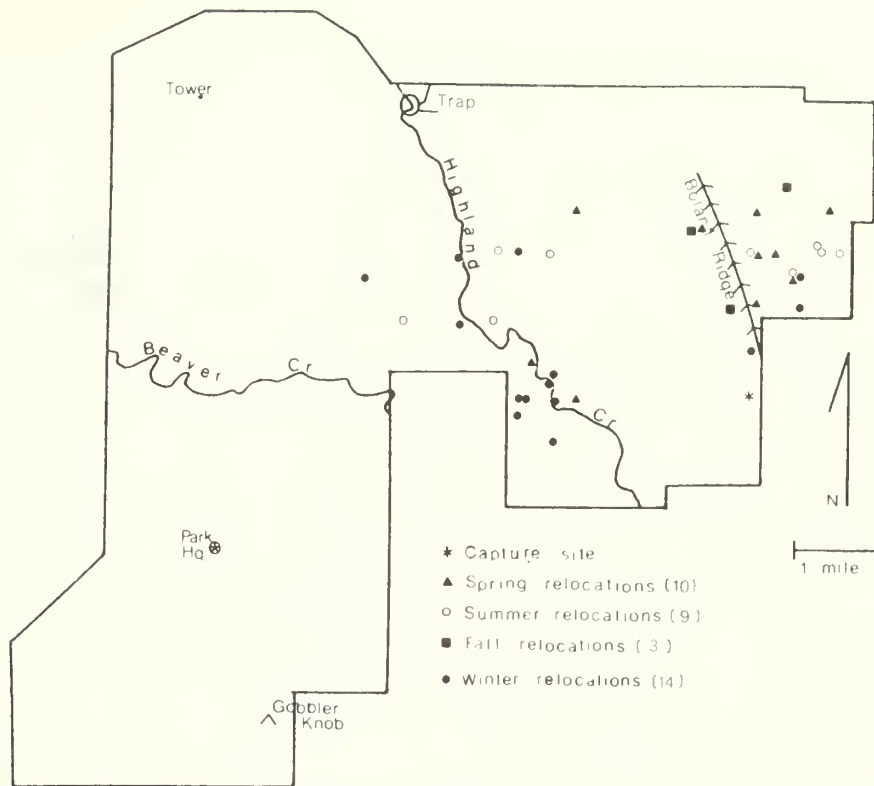 Tower
Trap
Highland
Cr
Ridge
Beaver Cr
Park
Hq
N
1 mile
Capture site
Spring relocations (10)
Summer relocations (9)
Fall relocations (3)
Winter relocations (14)
Gobbler
Knob